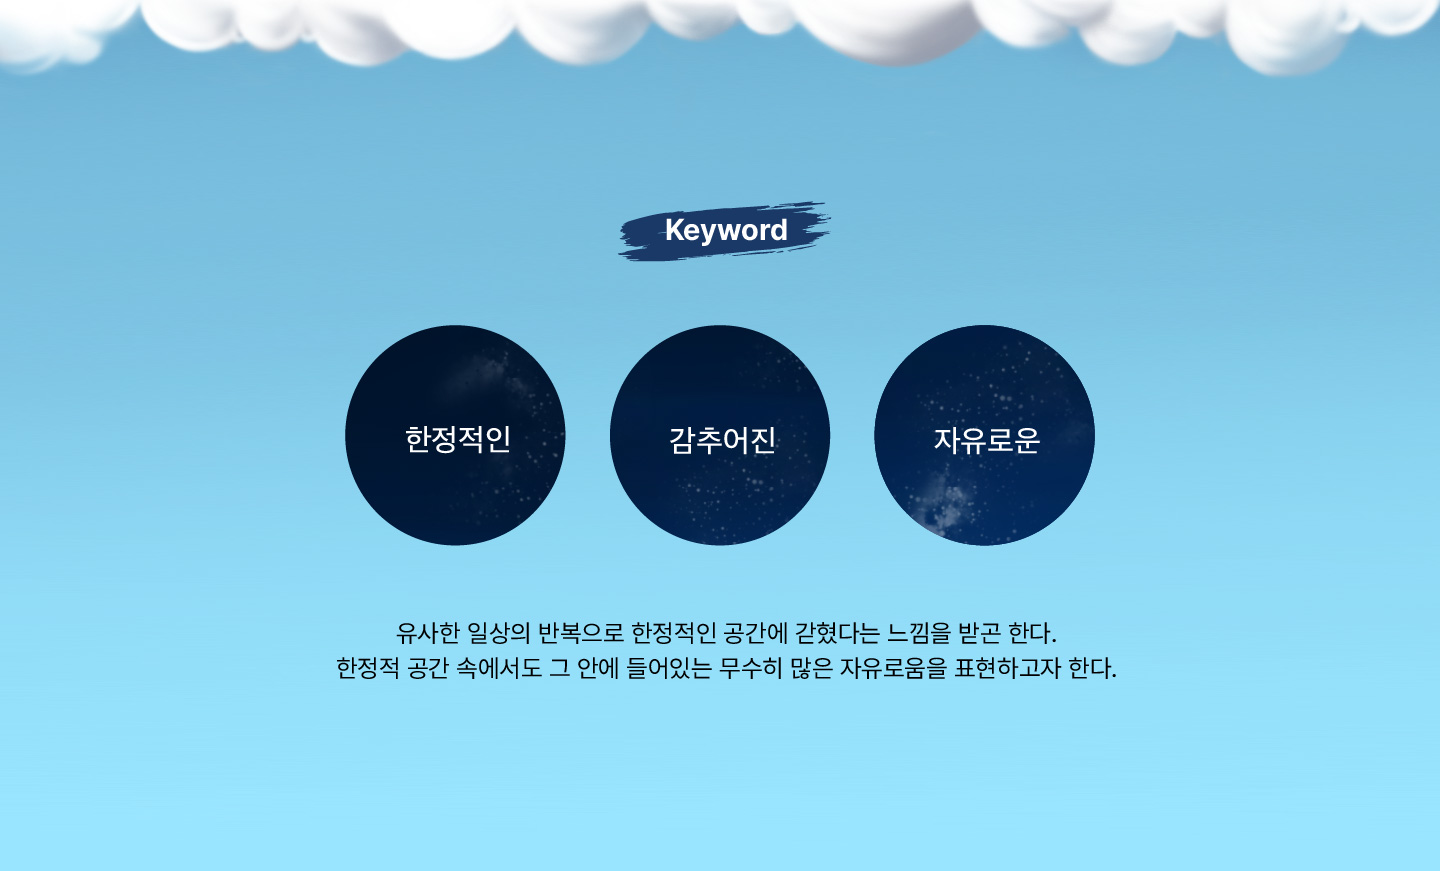 Keyword
한정적인
감추어진
자유로운
유사한 일상의 반복으로 한정적인 공간에 갇혔다는 느낌을 받곤 한다.
한정적 공간 속에서도 그 안에 들어있는 무수히 많은 자유로움을 표현하고자 한다.